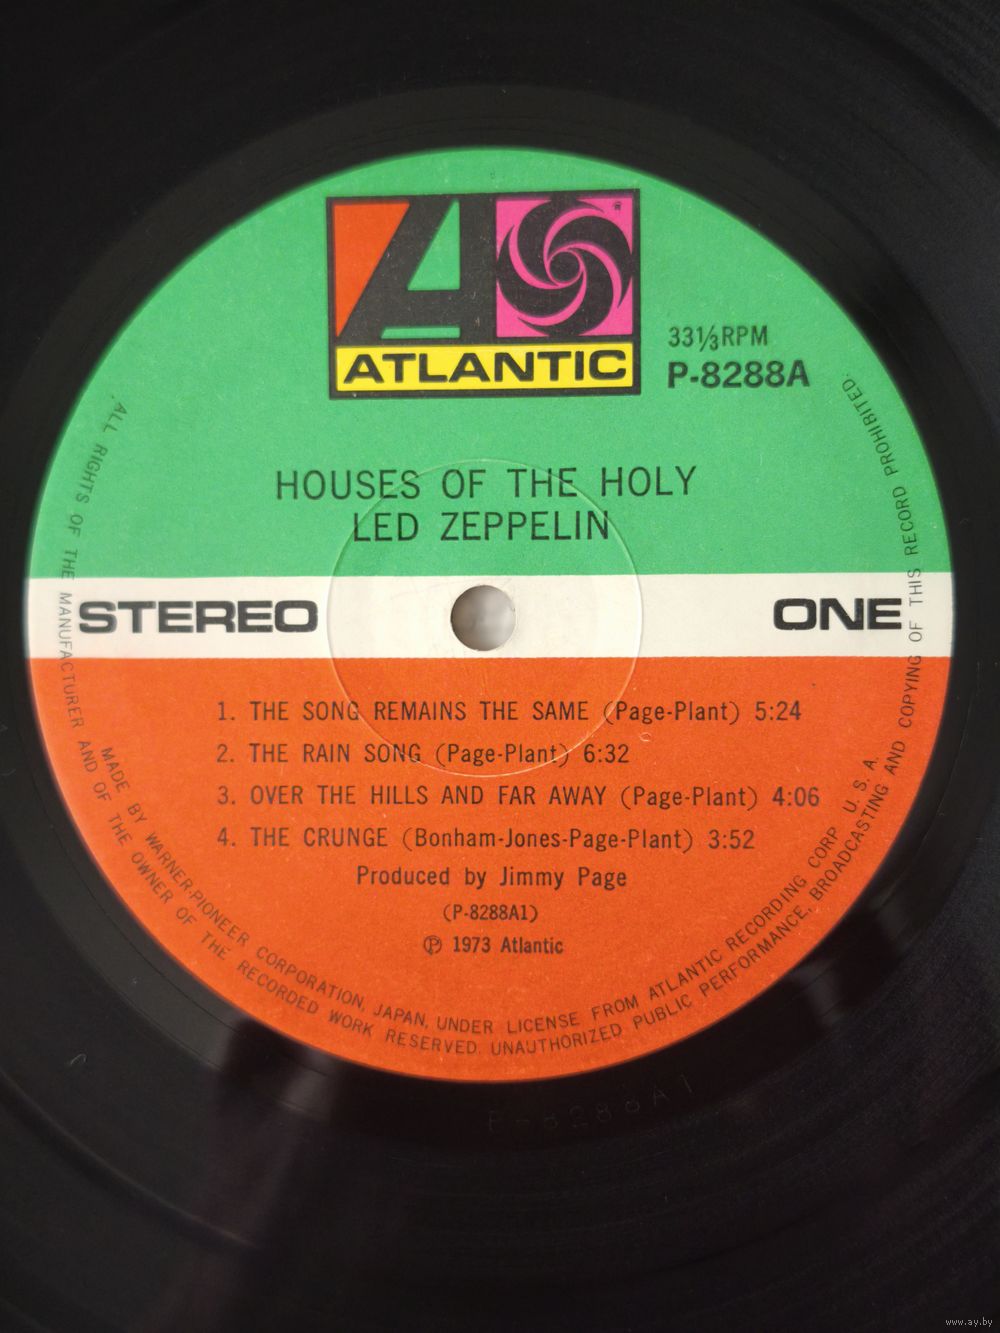 ATLANTIC
®
33⅓RPM
P-8288A
HOUSES OF THE HOLY
LED ZEPPELIN
STEREO
ONE
1. THE SONG REMAINS THE SAME (Page-Plant) 5:24
2. THE RAIN SONG (Page-Plant) 6:32
3. OVER THE HILLS AND FAR AWAY (Page-Plant) 4:06
4. THE CRUNGE (Bonham-Jones-Page-Plant) 3:52
Produced by Jimmy Page
(P-8288A1)
℗ 1973 Atlantic
MADE BY WARNER-PIONEER CORPORATION, JAPAN, UNDER LICENSE FROM ATLANTIC RECORDING CORP. U. S. A.
ALL RIGHTS OF THE MANUFACTURER AND OF THE OWNER OF THE RECORDED WORK RESERVED. UNAUTHORIZED PUBLIC PERFORMANCE, BROADCASTING AND COPYING OF THIS RECORD PROHIBITED.
P-8288A1
www.ay.by